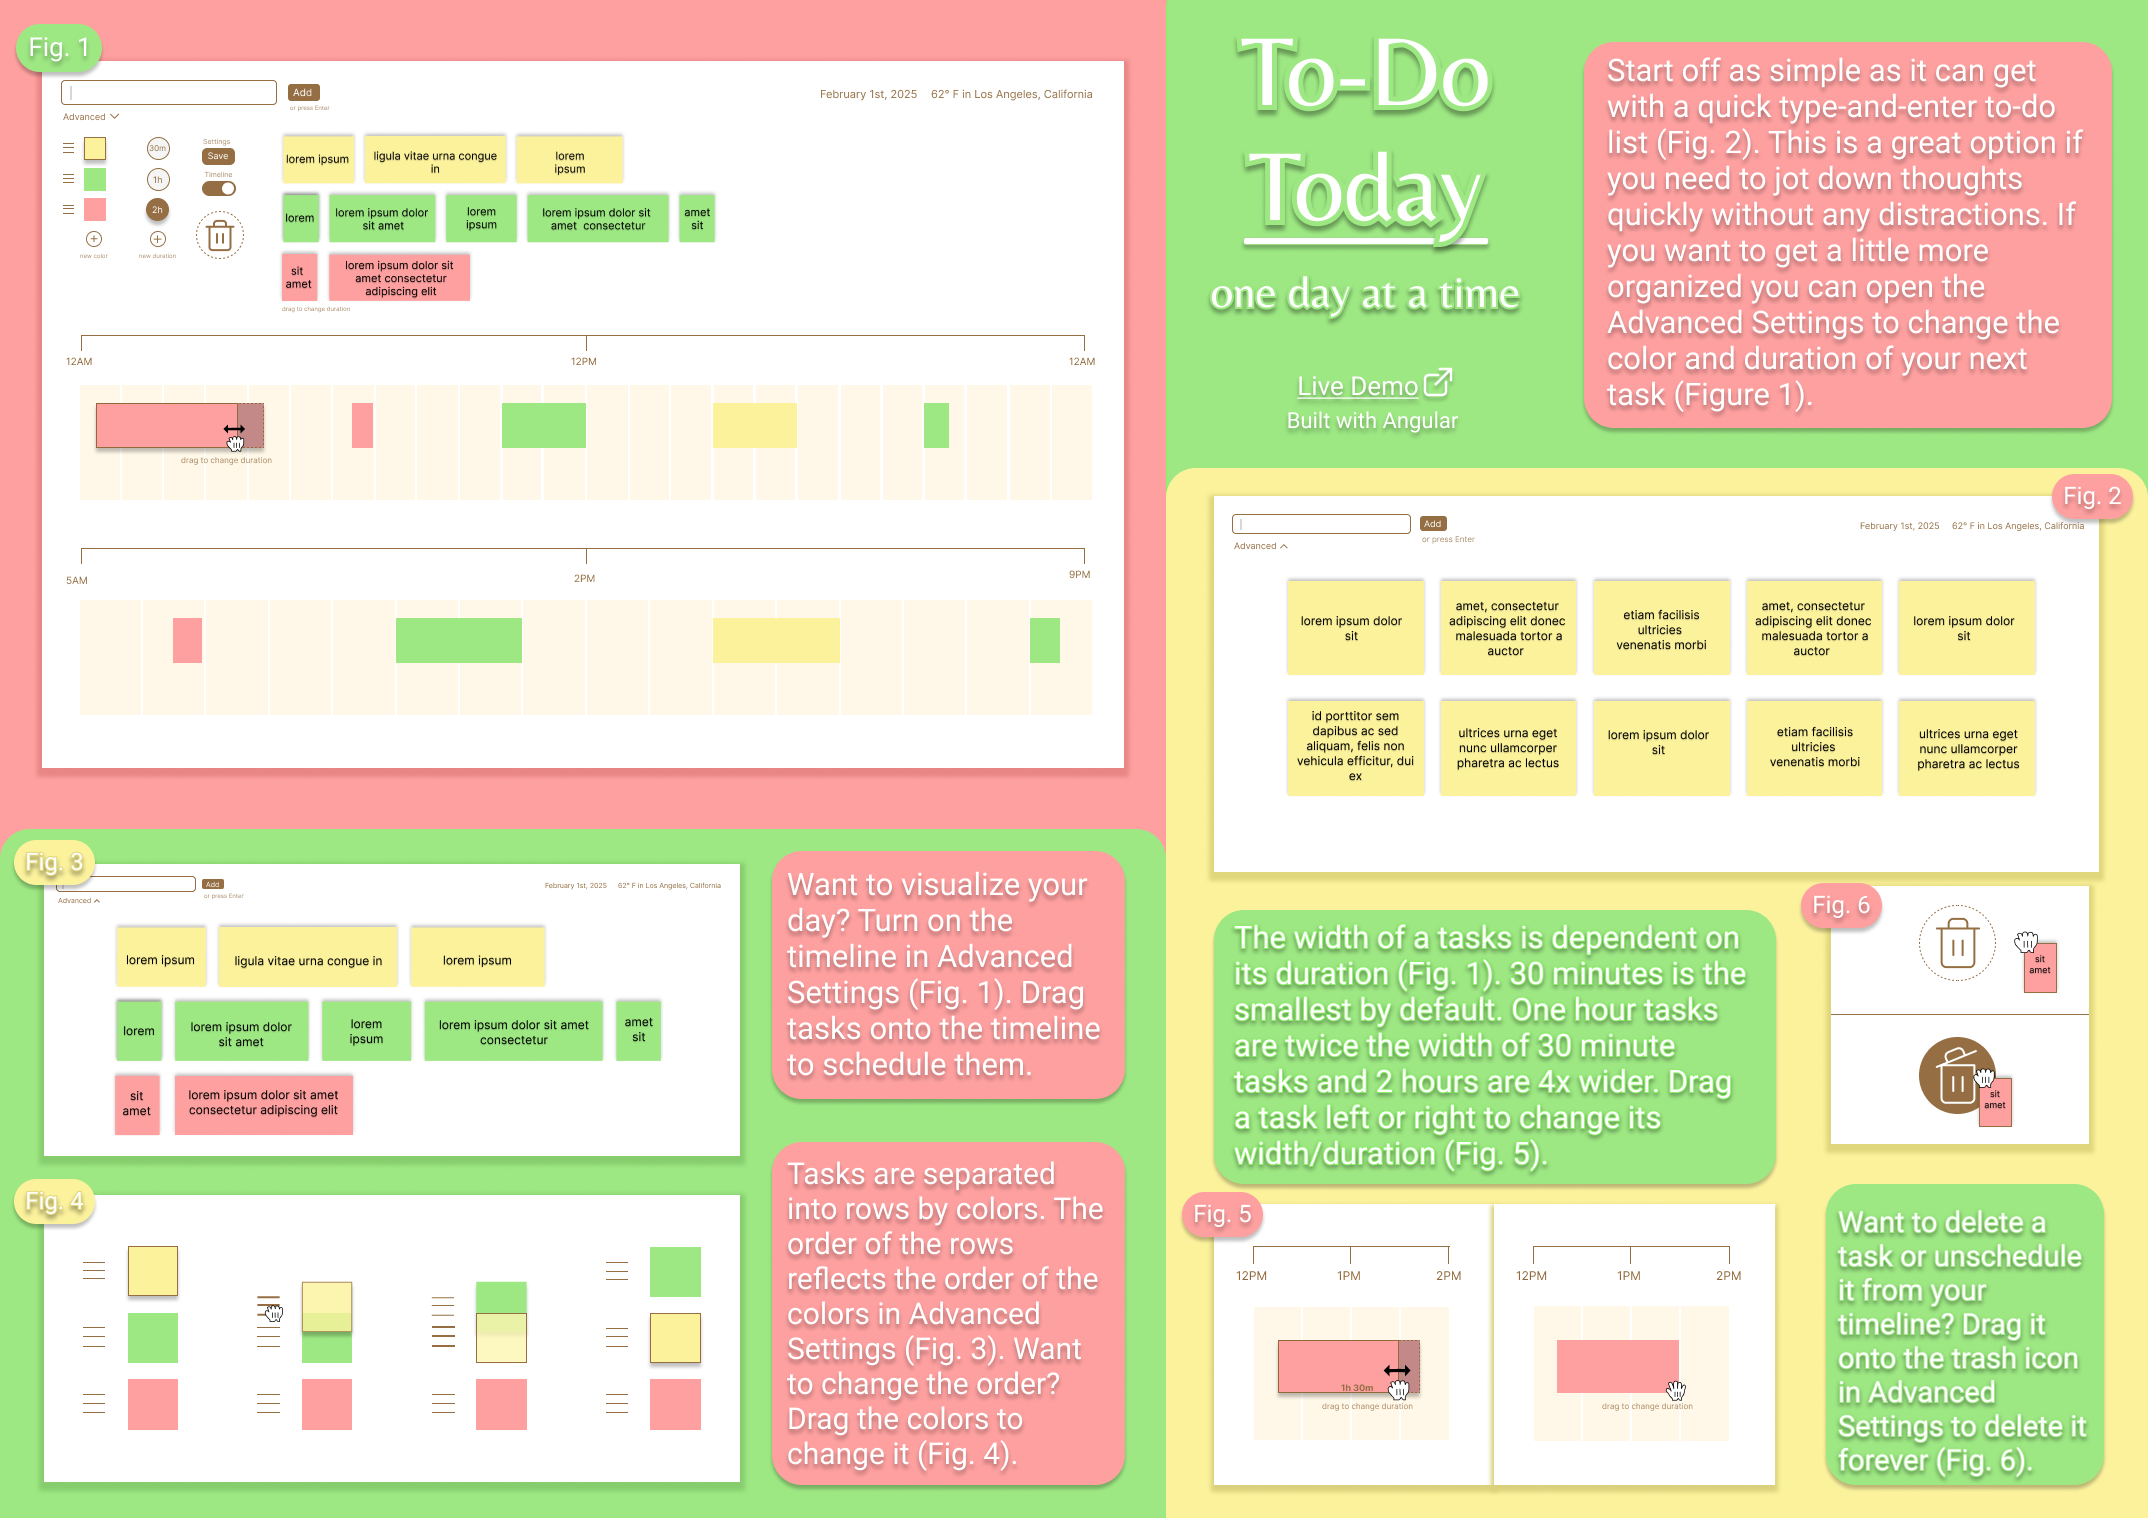 Fig. 1
Add
or press Enter
February 1st, 2025
62° F in Los Angeles, California
Advanced
30m
1h
2h
new color
new duration
Settings
Save
Timeline
lorem ipsum
ligula vitae urna congue
in
lorem
ipsum
lorem
lorem ipsum dolor
sit amet
lorem
ipsum
lorem ipsum dolor sit
amet consectetur
amet
sit
sit
amet
lorem ipsum dolor sit
amet consectetur
adipiscing elit
drag to change duration
12AM
12PM
12AM
drag to change duration
5AM
2PM
9PM
To-Do
Today
one day at a time
Live Demo
Built with Angular
Start off as simple as it can get
with a quick type-and-enter to-do
list (Fig. 2). This is a great option if
you need to jot down thoughts
quickly without any distractions. If
you want to get a little more
organized you can open the
Advanced Settings to change the
color and duration of your next
task (Figure 1).
Fig. 2
Add
or press Enter
February 1st, 2025
62° F in Los Angeles, California
Advanced
lorem ipsum dolor
sit
amet, consectetur
adipiscing elit donec
malesuada tortor a
auctor
etiam facilisis
ultricies
venenatis morbi
amet, consectetur
adipiscing elit donec
malesuada tortor a
auctor
lorem ipsum dolor
sit
id porttitor sem
dapibus ac sed
aliquam, felis non
vehicula efficitur, dui
ex
ultrices urna eget
nunc ullamcorper
pharetra ac lectus
lorem ipsum dolor
sit
etiam facilisis
ultricies
venenatis morbi
ultrices urna eget
nunc ullamcorper
pharetra ac lectus
Fig. 3
Add
or press Enter
February 1st, 2025
62° F in Los Angeles, California
Advanced
lorem ipsum
ligula vitae urna congue in
lorem ipsum
lorem
lorem ipsum dolor
sit amet
lorem
ipsum
lorem ipsum dolor sit amet
consectetur
amet
sit
sit
amet
lorem ipsum dolor sit amet
consectetur adipiscing elit
Want to visualize your
day? Turn on the
timeline in Advanced
Settings (Fig. 1). Drag
tasks onto the timeline
to schedule them.
Fig. 4
Tasks are separated
into rows by colors. The
order of the rows
reflects the order of the
colors in Advanced
Settings (Fig. 3). Want
to change the order?
Drag the colors to
change it (Fig. 4).
The width of a tasks is dependent on
its duration (Fig. 1). 30 minutes is the
smallest by default. One hour tasks
are twice the width of 30 minute
tasks and 2 hours are 4x wider. Drag
a task left or right to change its
width/duration (Fig. 5).
Fig. 6
sit
amet
sit
amet
Fig. 5
12PM
1PM
2PM
1h 30m
drag to change duration
12PM
1PM
2PM
drag to change duration
Want to delete a
task or unschedule
it from your
timeline? Drag it
onto the trash icon
in Advanced
Settings to delete it
forever (Fig. 6).